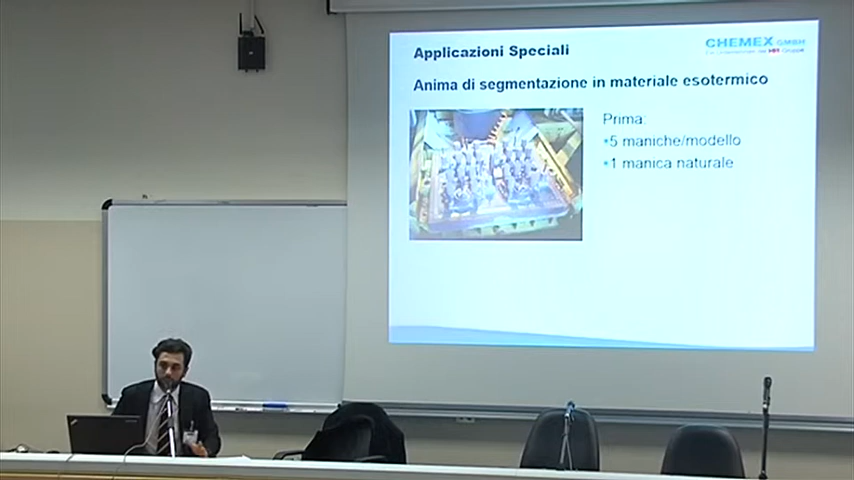 Applicazioni Speciali
CHEMEX GMBH
Anima di segmentazione in materiale esotermico
Prima:
•5 maniche/modello
•1 manica naturale